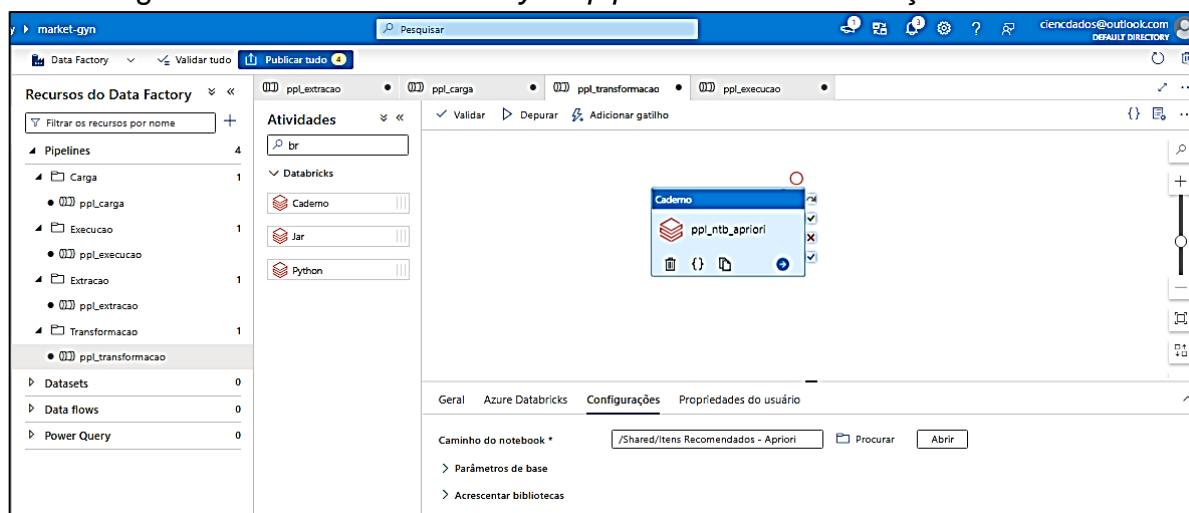 y market-gyn
Pesquisar
ciencdados@outlook.com
DEFAULT DIRECTORY
Data Factory
Validar tudo
Publicar tudo 4
Recursos do Data Factory
Filtrar os recursos por nome
Pipelines 4
Carga 1
ppl_carga
Execucao 1
ppl_execucao
Extracao 1
ppl_extracao
Transformacao 1
ppl_transformacao
Datasets 0
Data flows 0
Power Query 0
ppl_extracao
ppl_carga
ppl_transformacao
ppl_execucao
Atividades
br
Databricks
Caderno
Jar
Python
Validar
Depurar
Adicionar gatilho
Caderno
ppl_ntb_apriori
Geral
Azure Databricks
Configurações
Propriedades do usuário
Caminho do notebook *
/Shared/Itens Recomendados - Apriori
Procurar
Abrir
Parâmetros de base
Acrescentar bibliotecas